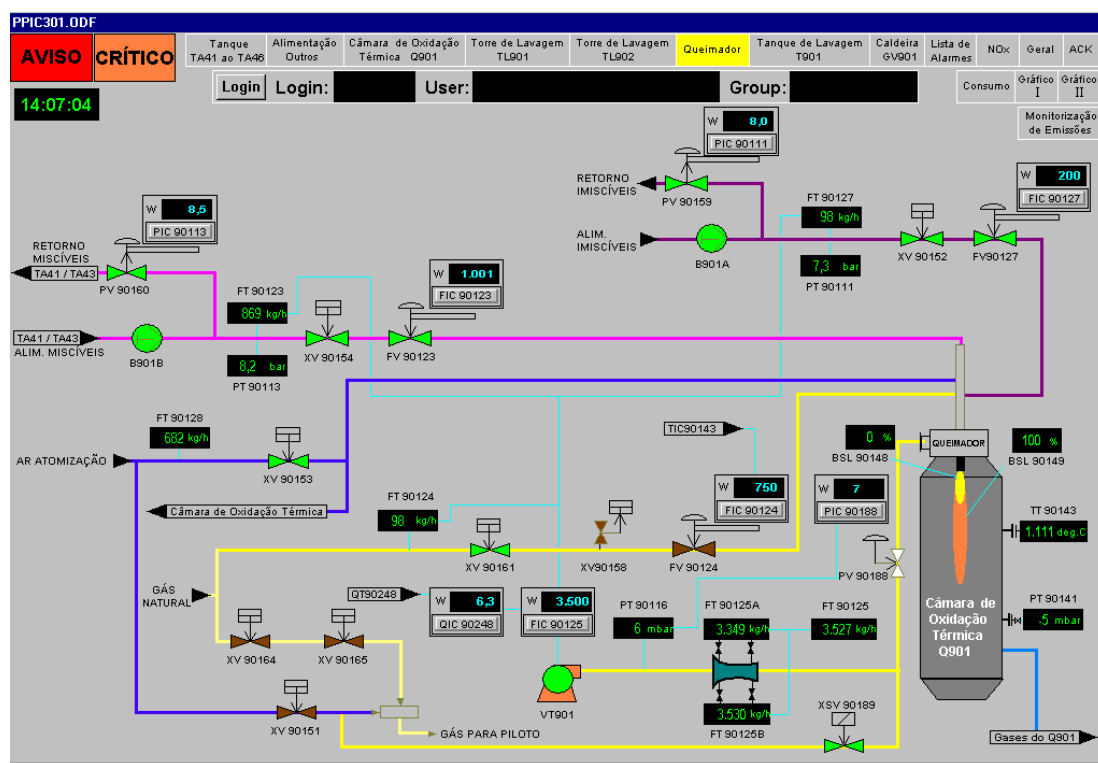 PPIC301.ODF
AVISO
CRÍTICO
Tanque
TA41 ao TA46
Alimentação
Outros
Câmara de Oxidação
Térmica Q901
Torre de Lavagem
TL901
Torre de Lavagem
TL902
Queimador
Tanque de Lavagem
T901
Caldeira
GV901
Lista de
Alarmes
NOx
Geral
ACK
Login
Login:
User:
Group:
Consumo
Gráfico
I
Gráfico
II
14:07:04
Monitorização
de Emissões
W 8,0
PIC 90111
RETORNO
IMISCÍVEIS
PV 90159
FT 90127
98 kg/h
W 200
FIC 90127
ALIM.
IMISCÍVEIS
B901A
7,3 bar
PT 90111
XV 90152
FV90127
W 8,5
PIC 90113
RETORNO
MISCÍVEIS
TA41 / TA43
PV 90160
FT 90123
869 kg/h
W 1.001
FIC 90123
TA41 / TA43
ALIM. MISCÍVEIS
B901B
8,2 bar
PT 90113
XV 90154
FV 90123
FT 90128
682 kg/h
AR ATOMIZAÇÃO
XV 90153
Câmara de Oxidação Térmica
TIC90143
0 %
BSL 90148
QUEIMADOR
100 %
BSL 90149
FT 90124
98 kg/h
W 750
FIC 90124
W 7
PIC 90188
TT 90143
1.111 deg.C
XV 90161
XV90158
FV 90124
PV 90188
GÁS
NATURAL
QT90248
W 6,3
QIC 90248
W 3.500
FIC 90125
PT 90116
6 mbar
FT 90125A
3.349 kg/h
FT 90125
3.527 kg/h
Câmara de
Oxidação
Térmica
Q901
PT 90141
-5 mbar
XV 90164
XV 90165
VT901
3.530 kg/h
FT 90125B
XSV 90189
XV 90151
GÁS PARA PILOTO
Gases do Q901